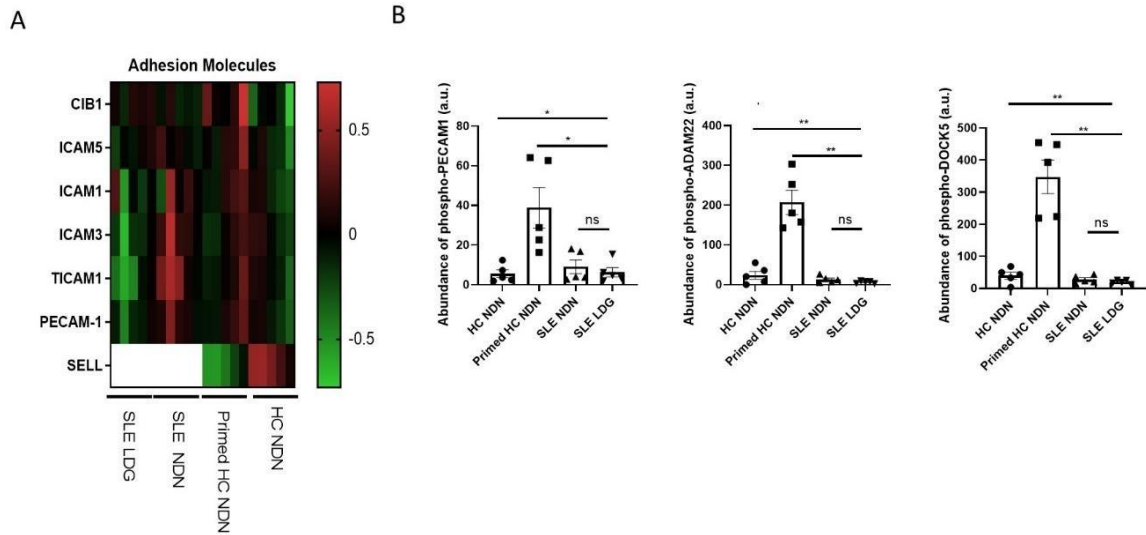 A
Adhesion Molecules
CIB1
ICAM5
ICAM1
ICAM3
TICAM1
PECAM-1
SELL
0.5
0
-0.5
SLE LDG
SLE NDN
Primed HC NDN
HC NDN
B
Abundance of phospho-PECAM1 (a.u.)
80
60
40
20
0
*
*
ns
HC NDN
Primed HC NDN
SLE NDN
SLE LDG
Abundance of phospho-ADAM22 (a.u.)
400
300
200
100
0
**
**
ns
HC NDN
Primed HC NDN
SLE NDN
SLE LDG
Abundance of phospho-DOCK5 (a.u.)
500
400
300
200
100
0
**
**
ns
HC NDN
Primed HC NDN
SLE NDN
SLE LDG